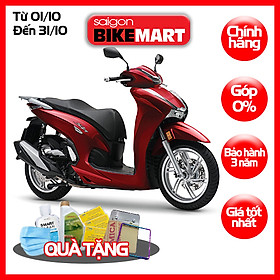 Từ 01/10
Đến 31/10
saigon
BIKEMART
Chính
hãng
Góp
0%
Bảo hành
3 năm
Giá tốt
nhất
QUÀ TẶNG